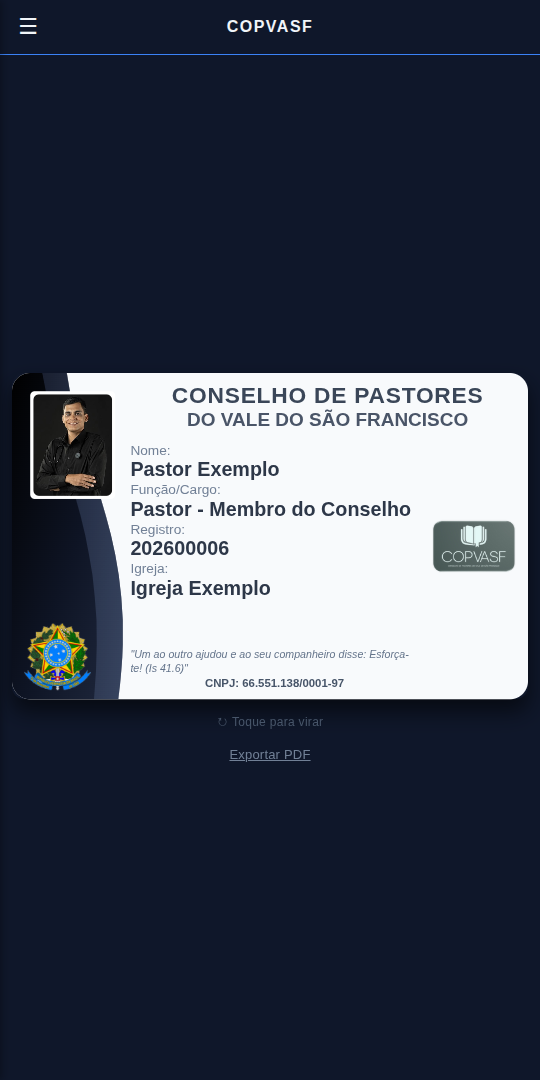 ☰ COPVASF
CONSELHO DE PASTORES
DO VALE DO SÃO FRANCISCO
Nome:
Pastor Exemplo
Função/Cargo:
Pastor - Membro do Conselho
Registro:
202600006
Igreja:
Igreja Exemplo
COPVASF
"Um ao outro ajudou e ao seu companheiro disse: Esforça-
te! (Is 41.6)"
CNPJ: 66.551.138/0001-97
↻ Toque para virar
Exportar PDF